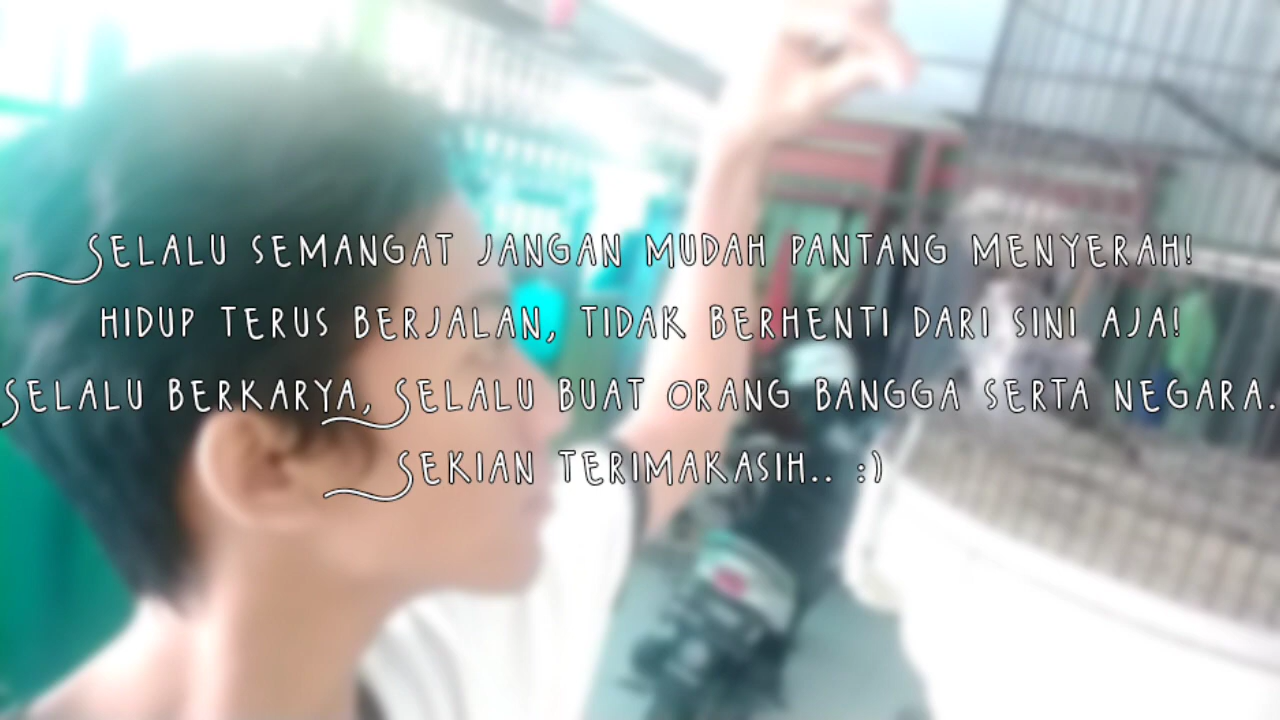 SELALU SEMANGAT JANGAN MUDAH PANTANG MENYERAH!
HIDUP TERUS BERJALAN, TIDAK BERHENTI DARI SINI AJA!
SELALU BERKARYA, SELALU BUAT ORANG BANGGA SERTA NEGARA.
SEKIAN TERIMAKASIH.. :)